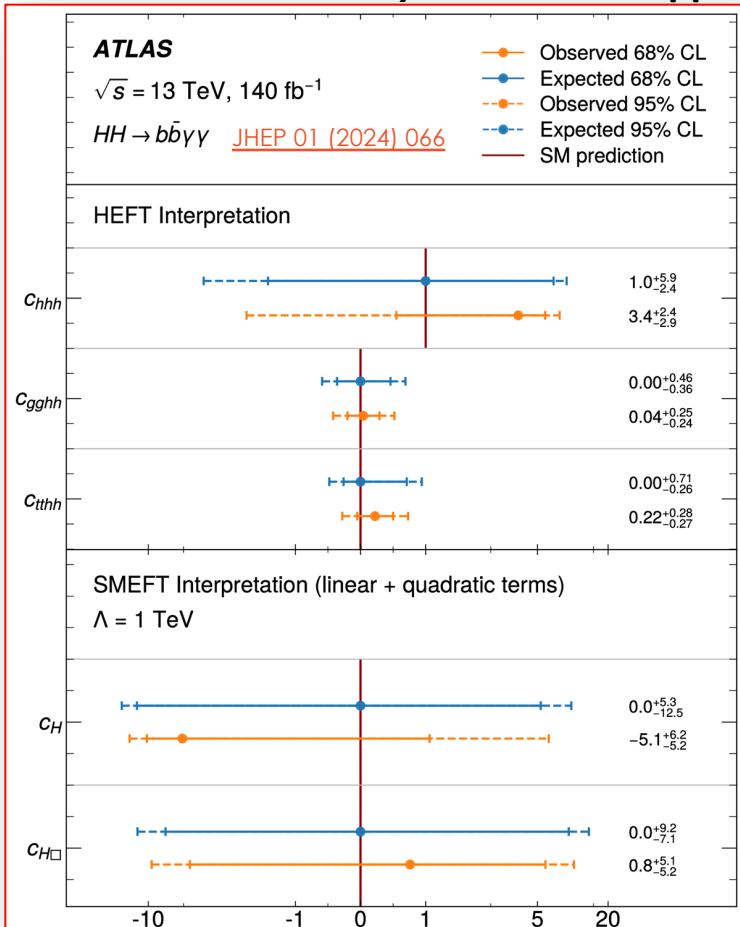 ATLAS
√s = 13 TeV, 140 fb⁻¹
HH → bb̄γγ JHEP 01 (2024) 066
Observed 68% CL
Expected 68% CL
Observed 95% CL
Expected 95% CL
SM prediction
HEFT Interpretation
c_hhh
1.0 +5.9 −2.4
3.4 +2.4 −2.9
c_gghh
0.00 +0.46 −0.36
0.04 +0.25 −0.24
c_tthh
0.00 +0.71 −0.26
0.22 +0.28 −0.27
SMEFT Interpretation (linear + quadratic terms)
Λ = 1 TeV
c_H
0.0 +5.3 −12.5
−5.1 +6.2 −5.2
c_H□
0.0 +9.2 −7.1
0.8 +5.1 −5.2
-10 -1 0 1 5 20